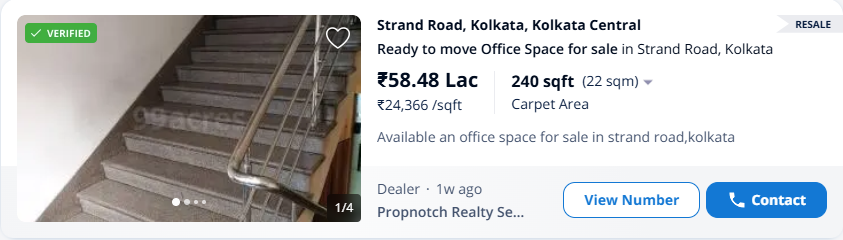 VERIFIED
99acres
1/4
Strand Road, Kolkata, Kolkata Central
RESALE
Ready to move Office Space for sale in Strand Road, Kolkata
₹58.48 Lac
240 sqft (22 sqm)
₹24,366 /sqft
Carpet Area
Available an office space for sale in strand road,kolkata
Dealer · 1w ago
Propnotch Realty Se...
View Number
Contact